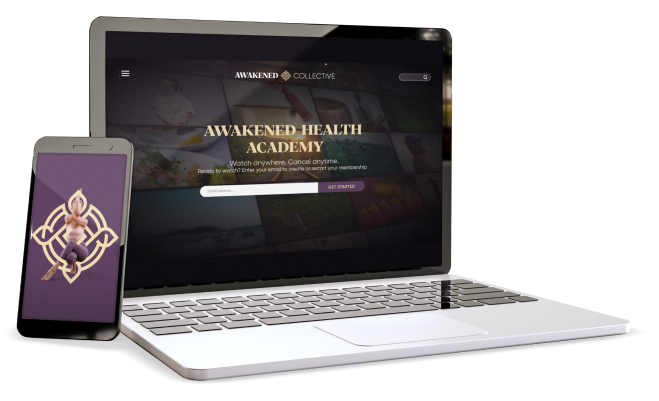 AWAKENED COLLECTIVE
AWAKENED HEALTH
ACADEMY
Watch anywhere. Cancel anytime.
Ready to watch? Enter your email to create or restart your membership
Email address...
GET STARTED